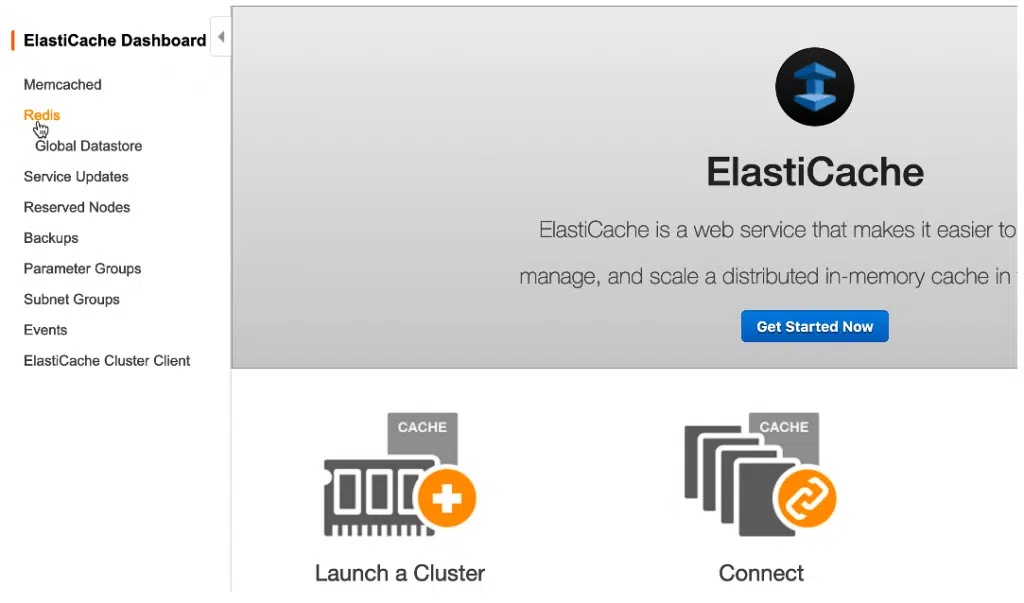 ElastiCache Dashboard
Memcached
Redis
Global Datastore
Service Updates
Reserved Nodes
Backups
Parameter Groups
Subnet Groups
Events
ElastiCache Cluster Client
ElastiCache
ElastiCache is a web service that makes it easier to
manage, and scale a distributed in-memory cache in
Get Started Now
CACHE
CACHE
Launch a Cluster
Connect